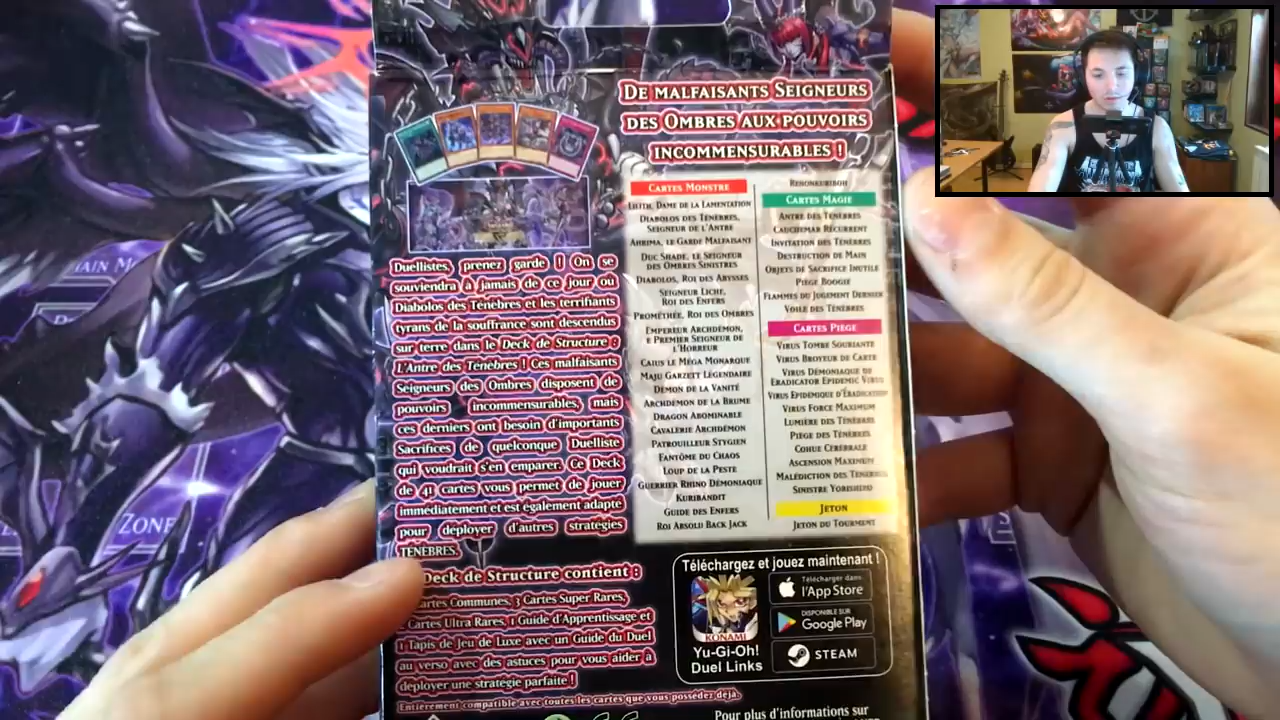 DE MALFAISANTS SEIGNEURS
DES OMBRES AUX POUVOIRS
INCOMMENSURABLES !
Duellistes, prenez garde ! On se
souviendra à jamais de ce jour où
Diabolos des Ténèbres et les terrifiants
tyrans de la souffrance sont descendus
sur terre dans le Deck de Structure :
L'Antre des Ténèbres ! Ces malfaisants
Seigneurs des Ombres disposent de
pouvoirs incommensurables, mais
ces derniers ont besoin d'importants
Sacrifices de quelconque Duelliste
qui voudrait s'en emparer. Ce Deck
de 41 cartes vous permet de jouer
immédiatement et est également adapté
pour déployer d'autres stratégies
TÉNÈBRES.
Deck de Structure contient :
Cartes Communes, 3 Cartes Super Rares,
Cartes Ultra Rares, 1 Guide d'Apprentissage et
1 Tapis de Jeu de Luxe avec un Guide du Duel
au verso avec des astuces pour vous aider à
déployer une stratégie parfaite !
Entièrement compatible avec toutes les cartes que vous possédez déjà.
CARTES MONSTRE
LILITH, DAME DE LA LAMENTATION
DIABOLOS DES TÉNÈBRES,
SEIGNEUR DE L'ANTRE
AHRIMA, LE GARDE MALFAISANT
DUC SHADE, LE SEIGNEUR
DES OMBRES SINISTRES
DIABOLOS, ROI DES ABYSSES
SEIGNEUR LICHE,
ROI DES ENFERS
PROMÉTHÉE, ROI DES OMBRES
EMPEREUR ARCHDÉMON,
E PREMIER SEIGNEUR DE
L'HORREUR
CAIUS LE MÉGA MONARQUE
MAJU GARZETT LÉGENDAIRE
DÉMON DE LA VANITÉ
ARCHDÉMON DE LA BRUME
DRAGON ABOMINABLE
CAVALERIE ARCHDÉMON
PATROUILLEUR STYGIEN
FANTÔME DU CHAOS
LOUP DE LA PESTE
GUERRIER RHINO DÉMONIAQUE
KURIBANDIT
GUIDE DES ENFERS
ROI ABSOLU BACK JACK
RENONKURIBOH
CARTES MAGIE
ANTRE DES TÉNÈBRES
CAUCHEMAR RÉCURRENT
INVITATION DES TÉNÈBRES
DESTRUCTION DE MAIN
OBJETS DE SACRIFICE INUTILE
PIÈGE BOOGIE
FLAMMES DU JUGEMENT DERNIER
VOILE DES TÉNÈBRES
CARTES PIÈGE
VIRUS TOMBE SOURIANTE
VIRUS BROYEUR DE CARTE
VIRUS DÉMONIAQUE DU
ERADICATOR EPIDEMIC VIRUS
VIRUS ÉPIDÉMIQUE D'ÉRADICATION
VIRUS FORCE MAXIMUM
LUMIÈRE DES TÉNÈBRES
PIÈGE DES TÉNÈBRES
COHUE CÉRÉBRALE
ASCENSION MAXIMUM
MALÉDICTION DES TÉNÈBRES
SINISTRE YORISHIRO
JETON
JETON DU TOURMENT
Téléchargez et jouez maintenant !
KONAMI
Yu-Gi-Oh!
Duel Links
Télécharger dans
l'App Store
DISPONIBLE SUR
Google Play
STEAM
Pour plus d'informations sur
ZONE